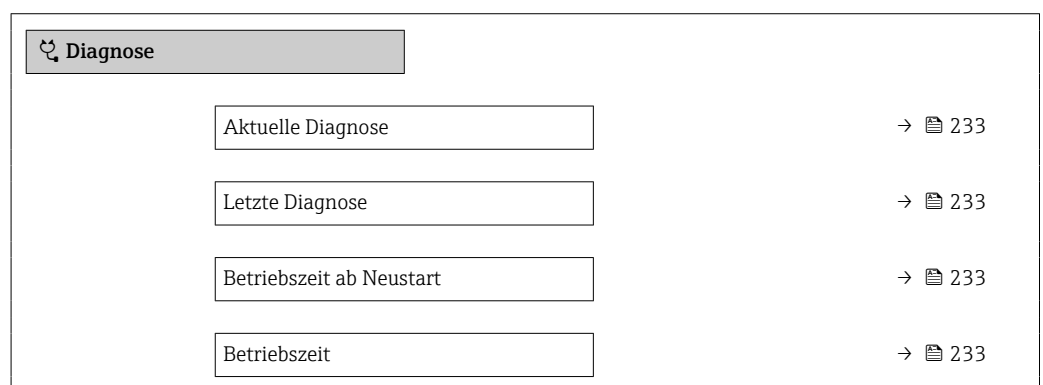 Diagnose
Aktuelle Diagnose → 233
Letzte Diagnose → 233
Betriebszeit ab Neustart → 233
Betriebszeit → 233